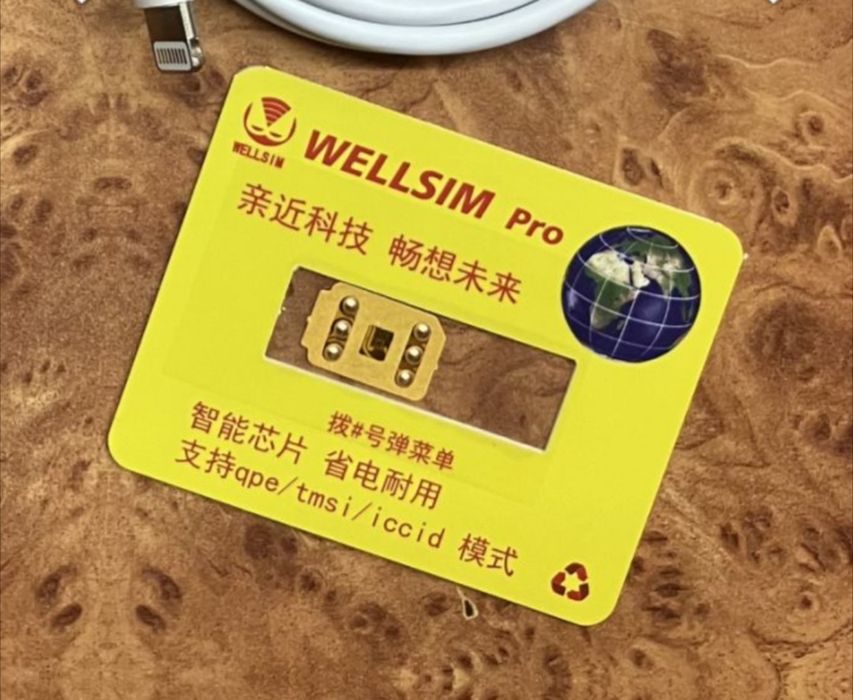 WELLSIM
WELLSIM Pro
亲近科技 畅想未来
拨#号弹菜单
智能芯片 省电耐用
支持qpe/tmsi/iccid 模式